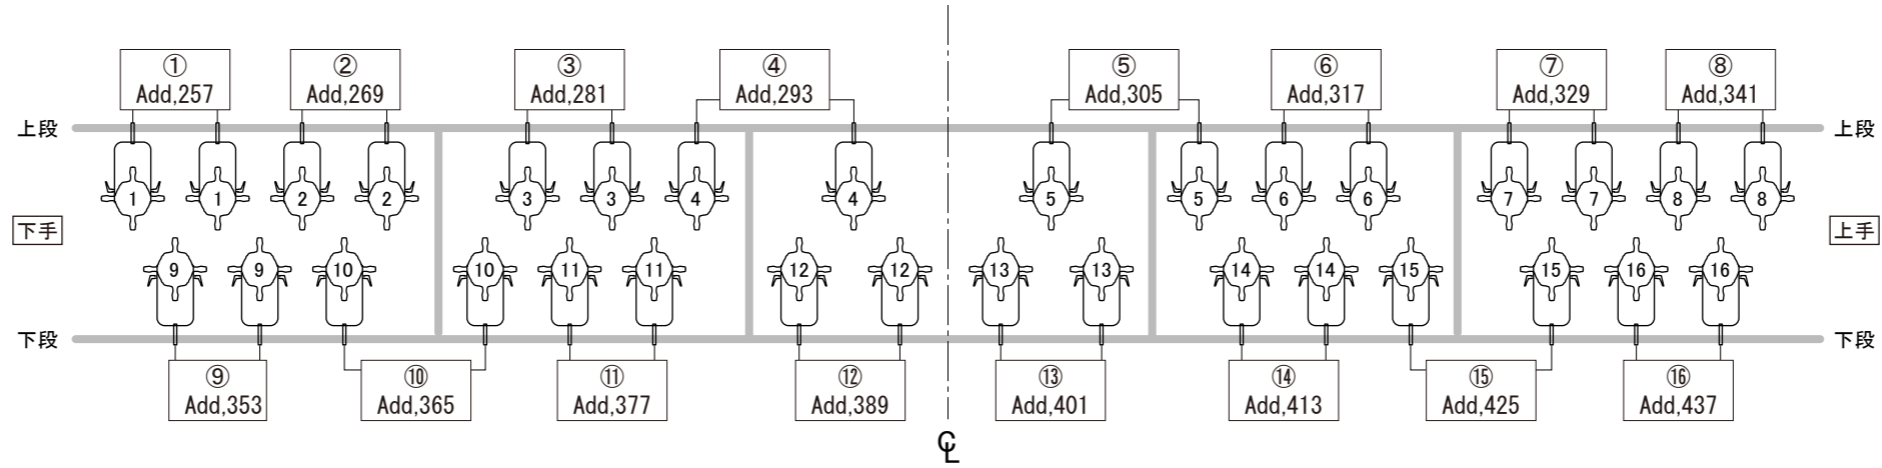 ①
Add,257
②
Add,269
③
Add,281
④
Add,293
⑤
Add,305
⑥
Add,317
⑦
Add,329
⑧
Add,341
上段
上段
1 1 2 2 3 3 4 4 5 5 6 6 7 7 8 8
下手
上手
9 9 10 10 11 11 12 12 13 13 14 14 15 15 16 16
下段
下段
⑨
Add,353
⑩
Add,365
⑪
Add,377
⑫
Add,389
⑬
Add,401
⑭
Add,413
⑮
Add,425
⑯
Add,437
℄